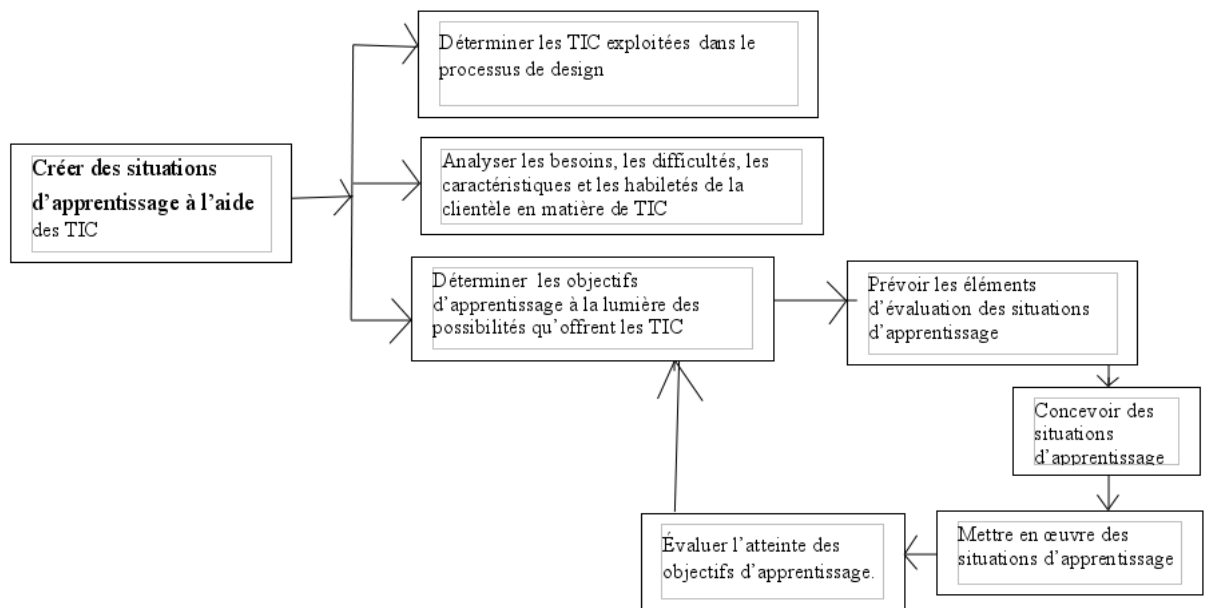 Déterminer les TIC exploitées dans le
processus de design
Créer des situations
d’apprentissage à l’aide
des TIC
Analyser les besoins, les difficultés, les
caractéristiques et les habiletés de la
clientèle en matière de TIC
Déterminer les objectifs
d’apprentissage à la lumière des
possibilités qu’offrent les TIC
Prévoir les éléments
d’évaluation des situations
d’apprentissage
Concevoir des
situations
d’apprentissage
Mettre en œuvre des
situations d’apprentissage
Évaluer l’atteinte des
objectifs d’apprentissage.